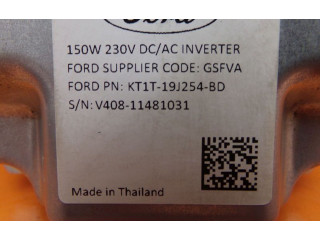 Ford
150W 230V DC/AC INVERTER
FORD SUPPLIER CODE: GSFVA
FORD PN: KT1T-19J254-BD
S/N: V408-11481031
Made in Thailand